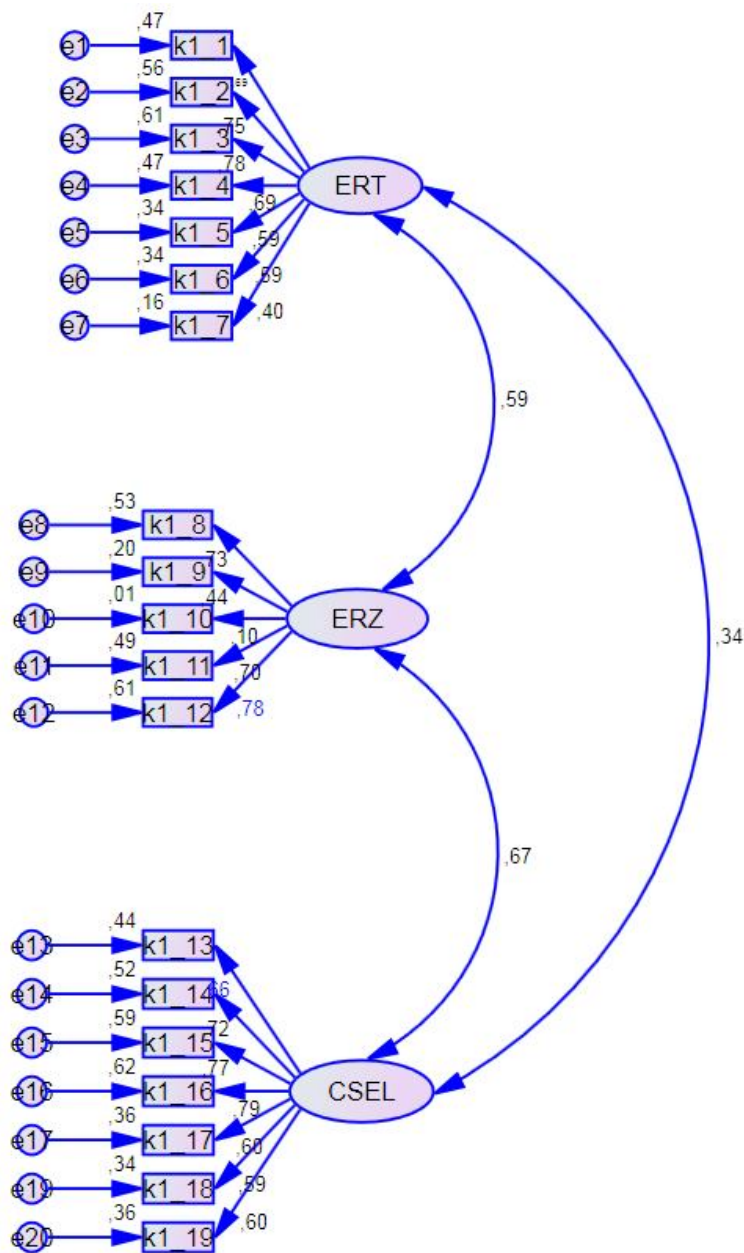 ,47
e1 k1_1
,56
e2 k1_2
,61
e3 k1_3 ,75
,47
e4 k1_4 ,78 ERT
,34 ,69
e5 k1_5
,34 ,59
e6 k1_6 ,59
,16
e7 k1_7 ,40
,59
,53
e8 k1_8
,20
e9 k1_9 ,73
,01 ,44
e10 k1_10 ERZ
,49 ,10
e11 k1_11 ,70
,61
e12 k1_12 ,78
,34
,67
,44
e13 k1_13
,52
e14 k1_14 ,66
,59 ,72
e15 k1_15
,62 ,77
e16 k1_16 CSEL
,36 ,79
e17 k1_17 ,60
,34
e19 k1_18 ,59
,36 ,60
e20 k1_19